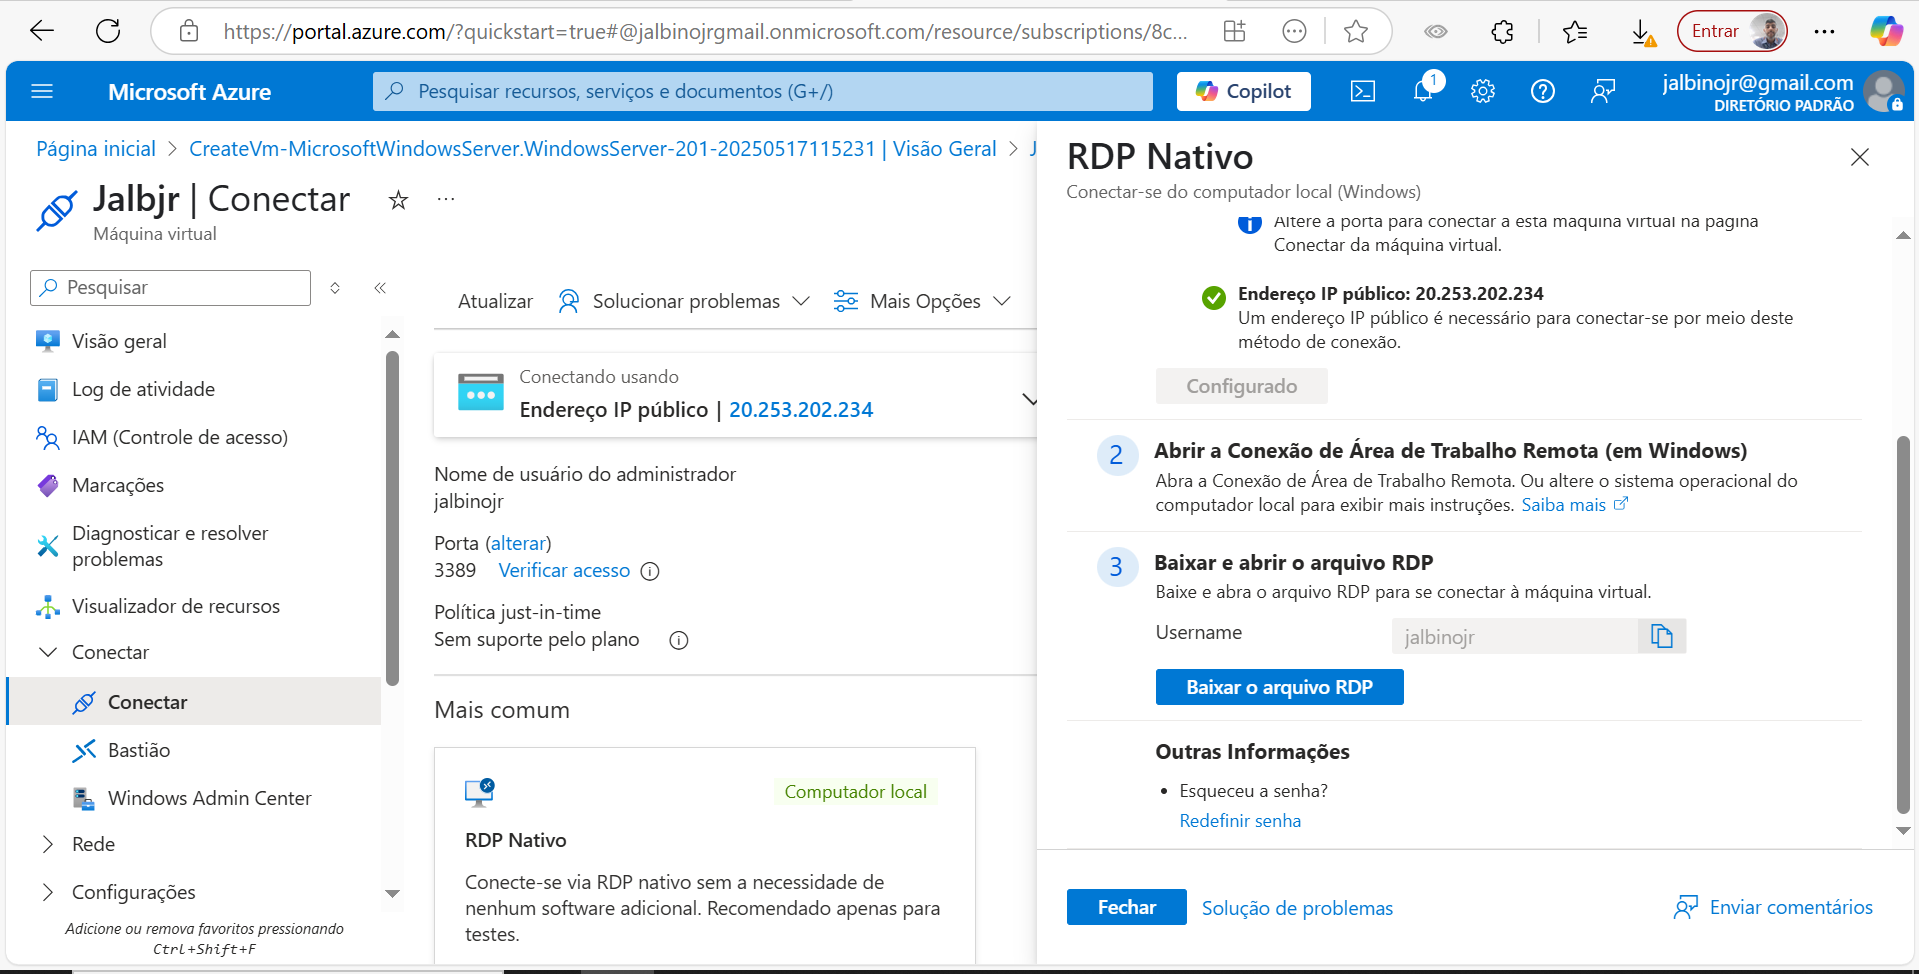 https://portal.azure.com/?quickstart=true#@jalbinojrgmail.onmicrosoft.com/resource/subscriptions/8c...
Entrar
Microsoft Azure
Pesquisar recursos, serviços e documentos (G+/)
Copilot
1
jalbinojr@gmail.com
DIRETÓRIO PADRÃO
Página inicial > CreateVm-MicrosoftWindowsServer.WindowsServer-201-20250517115231 | Visão Geral > J
Jalbjr | Conectar
Máquina virtual
Pesquisar
Visão geral
Log de atividade
IAM (Controle de acesso)
Marcações
Diagnosticar e resolver
problemas
Visualizador de recursos
Conectar
Conectar
Bastião
Windows Admin Center
Rede
Configurações
Adicione ou remova favoritos pressionando
Ctrl+Shift+F
Atualizar
Solucionar problemas
Mais Opções
Conectando usando
Endereço IP público | 20.253.202.234
Nome de usuário do administrador
jalbinojr
Porta (alterar)
3389 Verificar acesso
Política just-in-time
Sem suporte pelo plano
Mais comum
Computador local
RDP Nativo
Conecte-se via RDP nativo sem a necessidade de
nenhum software adicional. Recomendado apenas para
testes.
RDP Nativo
Conectar-se do computador local (Windows)
Altere a porta para conectar a esta máquina virtual na página
Conectar da máquina virtual.
Endereço IP público: 20.253.202.234
Um endereço IP público é necessário para conectar-se por meio deste
método de conexão.
Configurado
2 Abrir a Conexão de Área de Trabalho Remota (em Windows)
Abra a Conexão de Área de Trabalho Remota. Ou altere o sistema operacional do
computador local para exibir mais instruções. Saiba mais
3 Baixar e abrir o arquivo RDP
Baixe e abra o arquivo RDP para se conectar à máquina virtual.
Username jalbinojr
Baixar o arquivo RDP
Outras Informações
• Esqueceu a senha?
Redefinir senha
Fechar
Solução de problemas
Enviar comentários